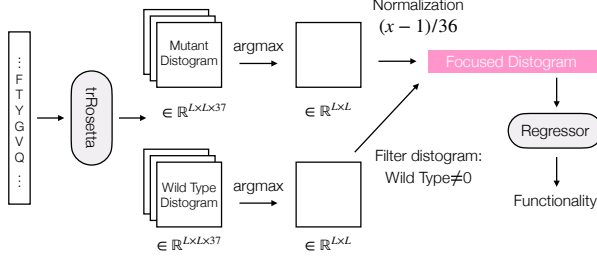 ⋮
F
T
Y
G
V
Q
⋮
trRosetta
Mutant
Distogram
∈ ℝ^{L×L×37}
argmax
∈ ℝ^{L×L}
Normalization
(x − 1)/36
Focused Distogram
Regressor
Functionality
Wild Type
Distogram
∈ ℝ^{L×L×37}
argmax
∈ ℝ^{L×L}
Filter distogram:
Wild Type≠0